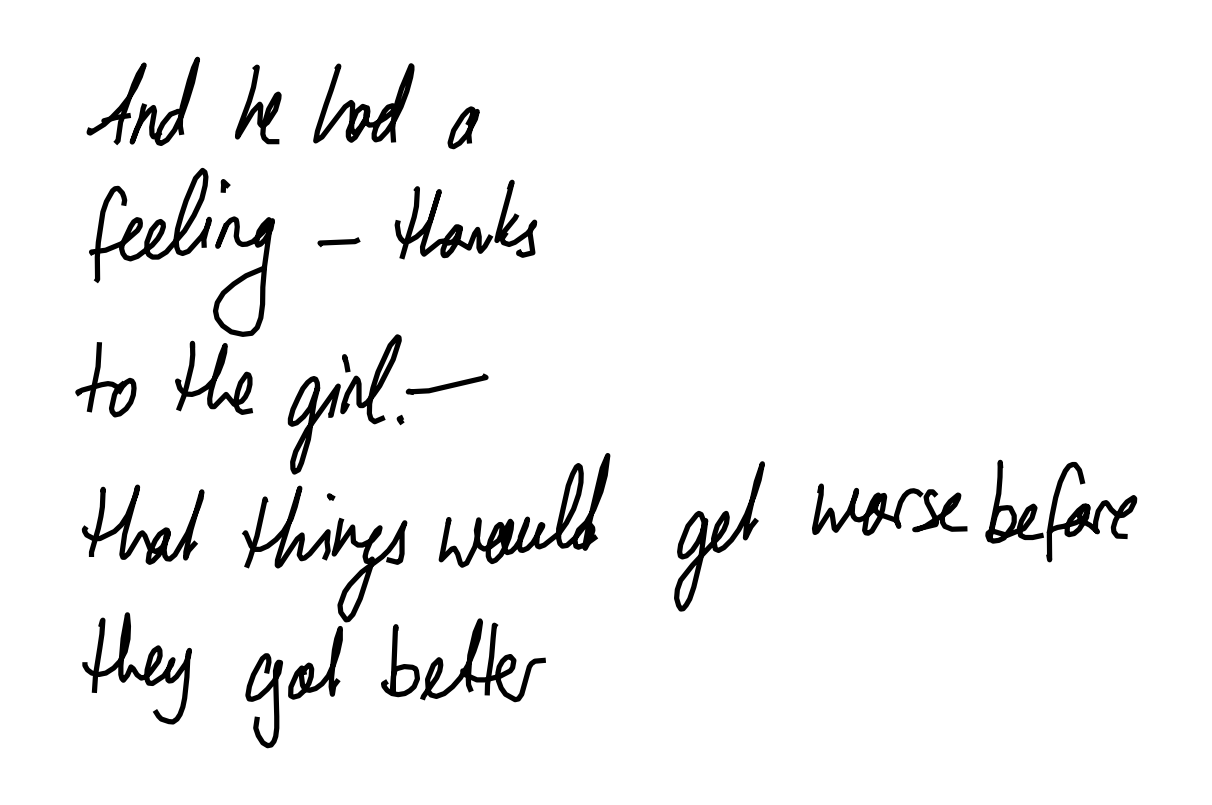 And he had a
feeling - thanks
to the girl. -
that things would get worse before
they got better